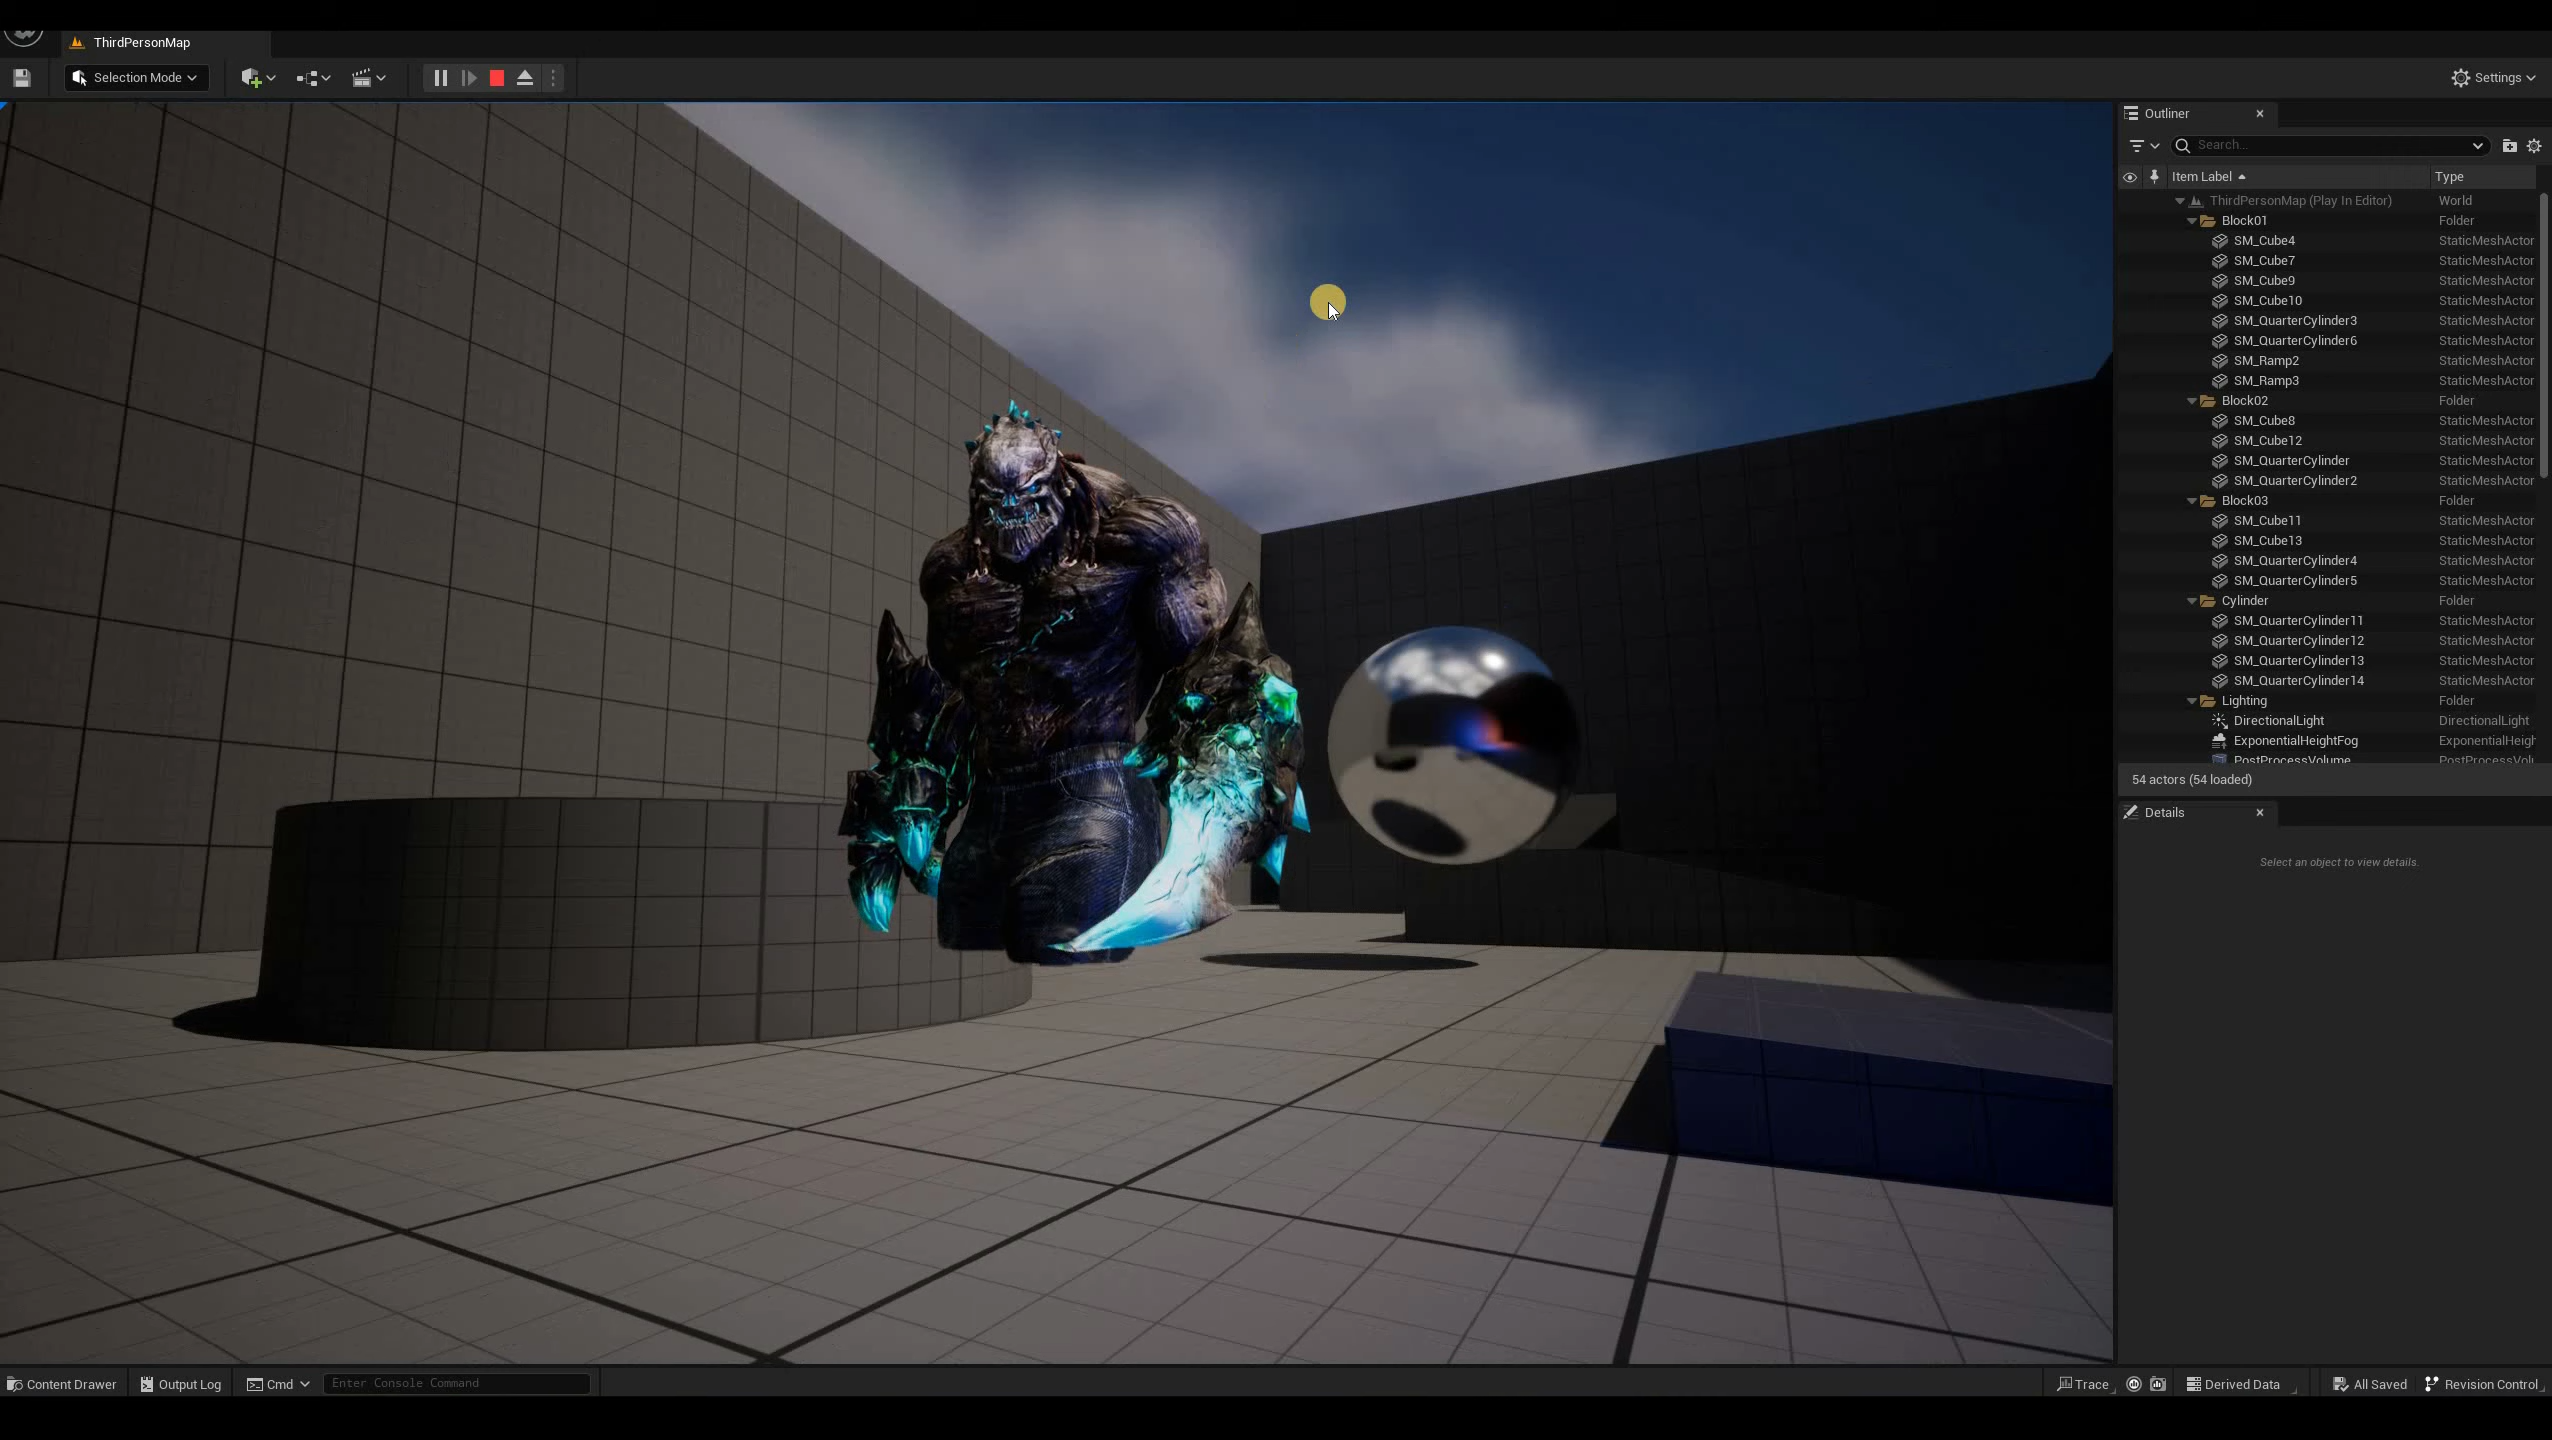 ThirdPersonMap
Selection Mode
Settings
Outliner
Search...
Item Label Type
ThirdPersonMap (Play In Editor) World
Block01 Folder
SM_Cube4 StaticMeshActor
SM_Cube7 StaticMeshActor
SM_Cube9 StaticMeshActor
SM_Cube10 StaticMeshActor
SM_QuarterCylinder3 StaticMeshActor
SM_QuarterCylinder6 StaticMeshActor
SM_Ramp2 StaticMeshActor
SM_Ramp3 StaticMeshActor
Block02 Folder
SM_Cube8 StaticMeshActor
SM_Cube12 StaticMeshActor
SM_QuarterCylinder StaticMeshActor
SM_QuarterCylinder2 StaticMeshActor
Block03 Folder
SM_Cube11 StaticMeshActor
SM_Cube13 StaticMeshActor
SM_QuarterCylinder4 StaticMeshActor
SM_QuarterCylinder5 StaticMeshActor
Cylinder Folder
SM_QuarterCylinder11 StaticMeshActor
SM_QuarterCylinder12 StaticMeshActor
SM_QuarterCylinder13 StaticMeshActor
SM_QuarterCylinder14 StaticMeshActor
Lighting Folder
DirectionalLight DirectionalLight
ExponentialHeightFog ExponentialHeigh
PostProcessVolume PostProcessVolu
54 actors (54 loaded)
Details
Select an object to view details.
Content Drawer Output Log Cmd Enter Console Command Trace Derived Data All Saved Revision Control